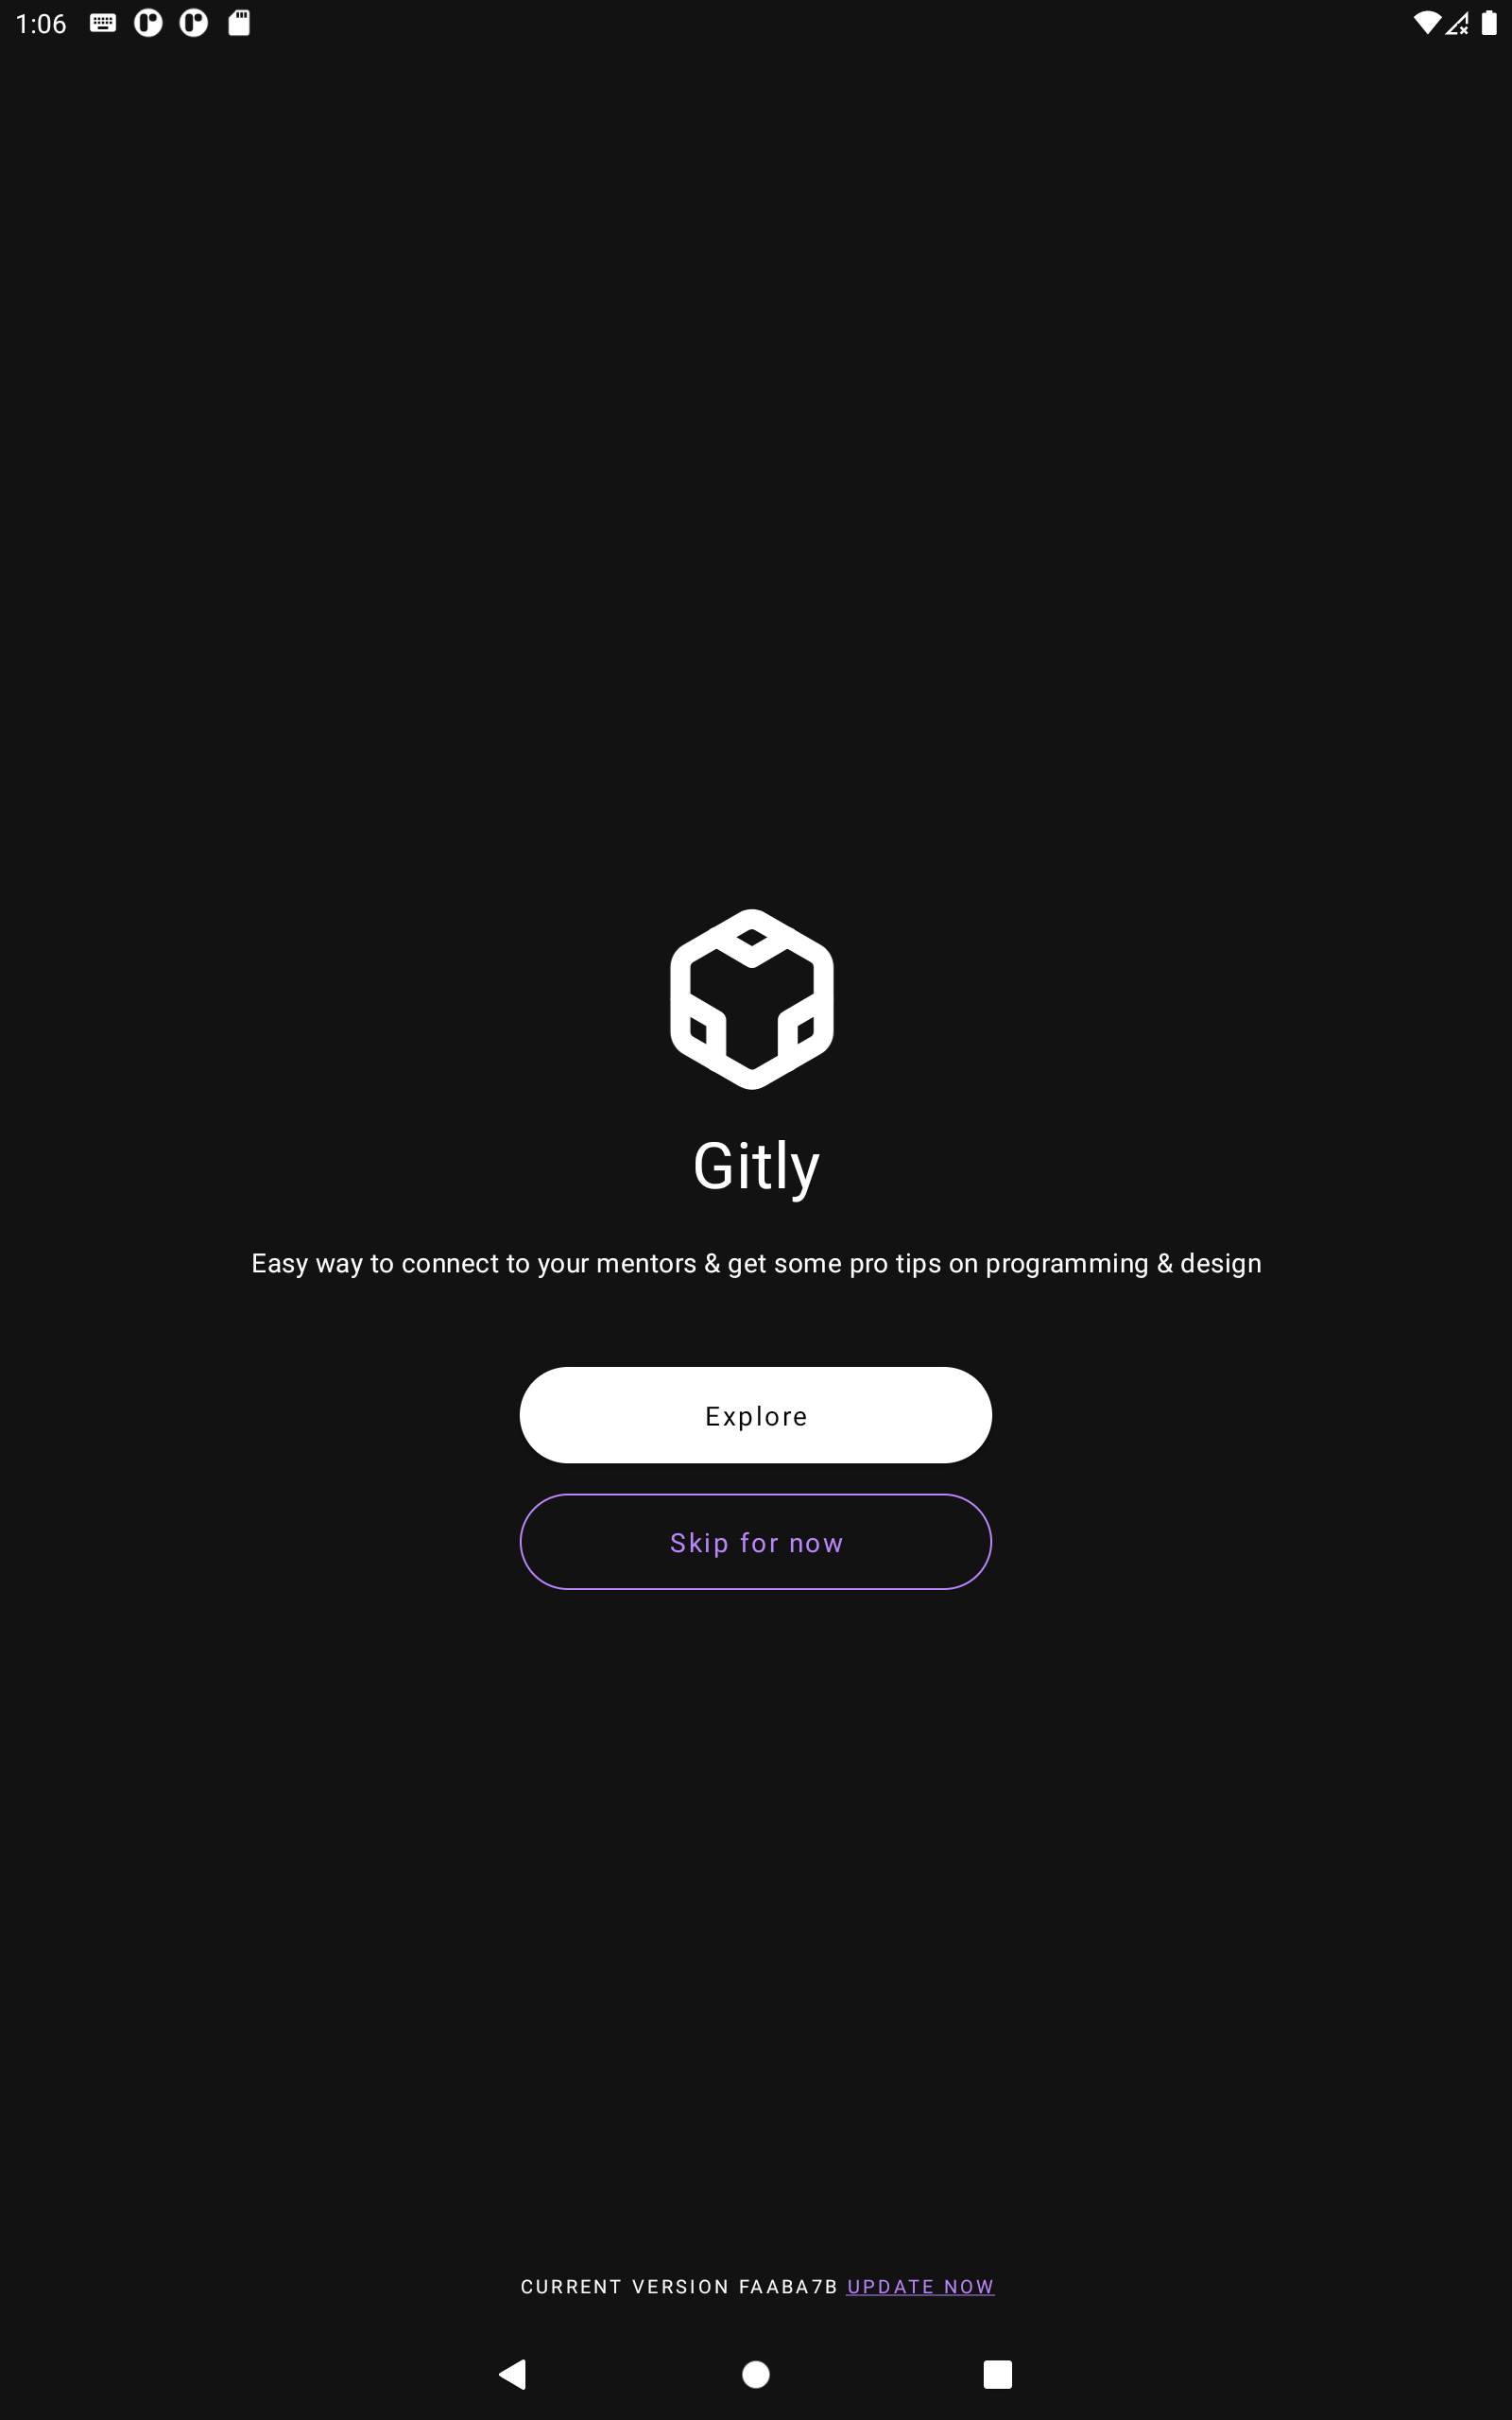 1:06
Gitly
Easy way to connect to your mentors & get some pro tips on programming & design
Explore
Skip for now
CURRENT VERSION FAABA7B UPDATE NOW